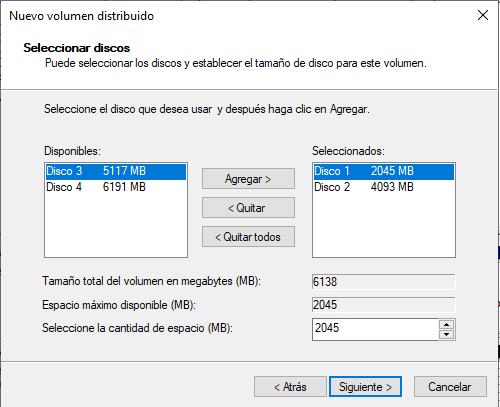 Nuevo volumen distribuido
Seleccionar discos
Puede seleccionar los discos y establecer el tamaño de disco para este volumen.
Seleccione el disco que desea usar y después haga clic en Agregar.
Disponibles:
Disco 3 5117 MB
Disco 4 6191 MB
Agregar >
< Quitar
< Quitar todos
Seleccionados:
Disco 1 2045 MB
Disco 2 4093 MB
Tamaño total del volumen en megabytes (MB): 6138
Espacio máximo disponible (MB): 2045
Seleccione la cantidad de espacio (MB): 2045
< Atrás Siguiente > Cancelar